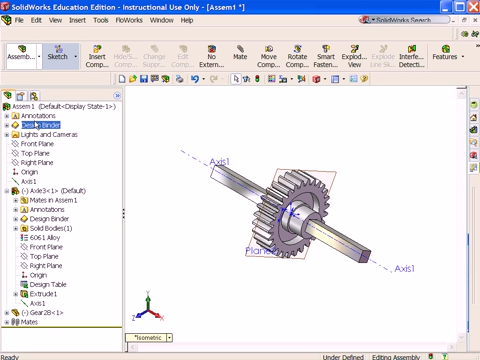 SolidWorks Education Edition - Instructional Use Only - [Assem1 *]
File Edit View Insert Tools FloWorks Window Help
SolidWorks Search
Assemb...
Sketch
Insert Comp...
Hide/S... Chang...
Change Suppr...
Edit Comp...
No ...
Mate
Move Comp...
Rotate Comp...
Smart Fasten...
Explod... View
Explode Line Sk...
Interfe... Detecti...
Features
Assem1 (Default<Display State-1>)
Annotations
Design Binder
Lights and Cameras
Front Plane
Top Plane
Right Plane
Origin
Axis1
(-) Axle3<1> (Default)
Mates in Assem1
Annotations
Design Binder
Solid Bodies(1)
6061 Alloy
Front Plane
Top Plane
Right Plane
Origin
Design Table
Extrude1
Axis1
(-) Gear28<1> (Default)
Mates
Axis1
Plane
Axis1
Y
X
Z
*Isometric
Ready
Under Defined
Editing Assembly